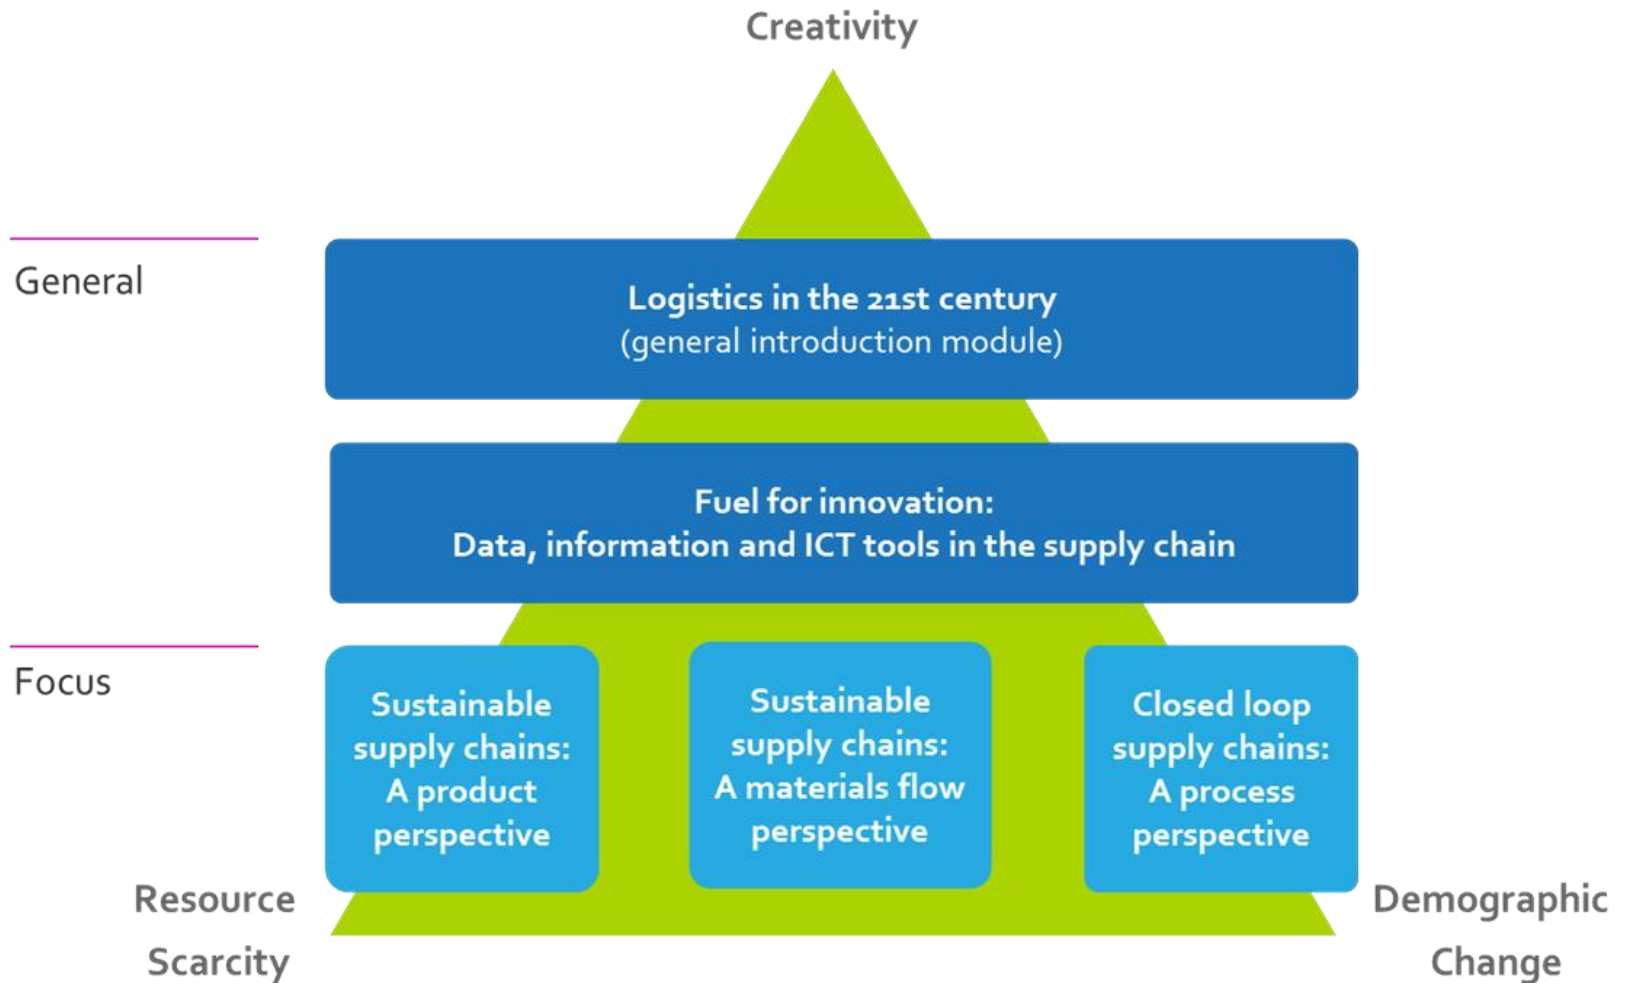 Creativity
General
Logistics in the 21st century
(general introduction module)
Fuel for innovation:
Data, information and ICT tools in the supply chain
Focus
Sustainable
supply chains:
A product
perspective
Sustainable
supply chains:
A materials flow
perspective
Closed loop
supply chains:
A process
perspective
Resource
Scarcity
Demographic
Change